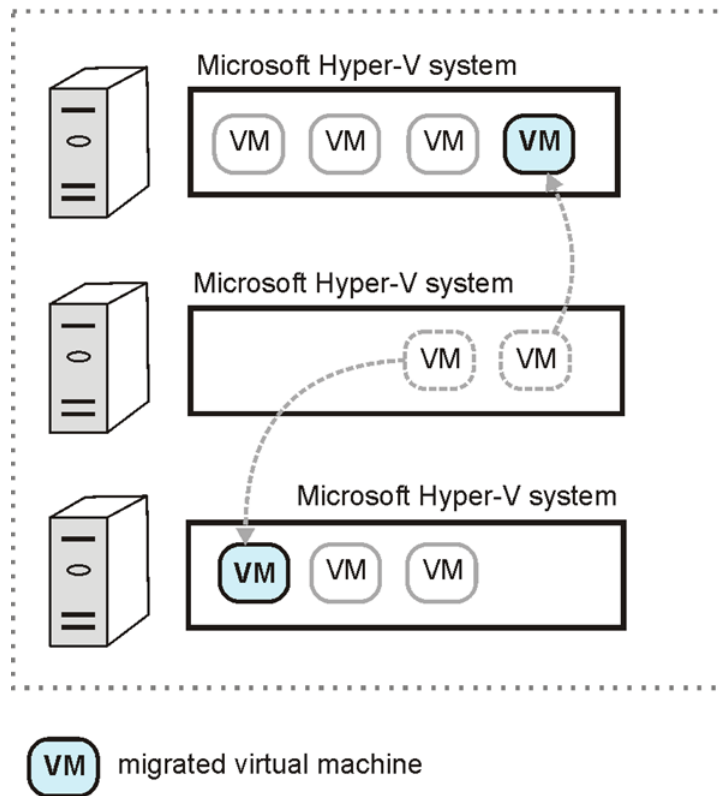 Microsoft Hyper-V system
VM VM VM VM
Microsoft Hyper-V system
VM VM
Microsoft Hyper-V system
VM VM VM
VM migrated virtual machine